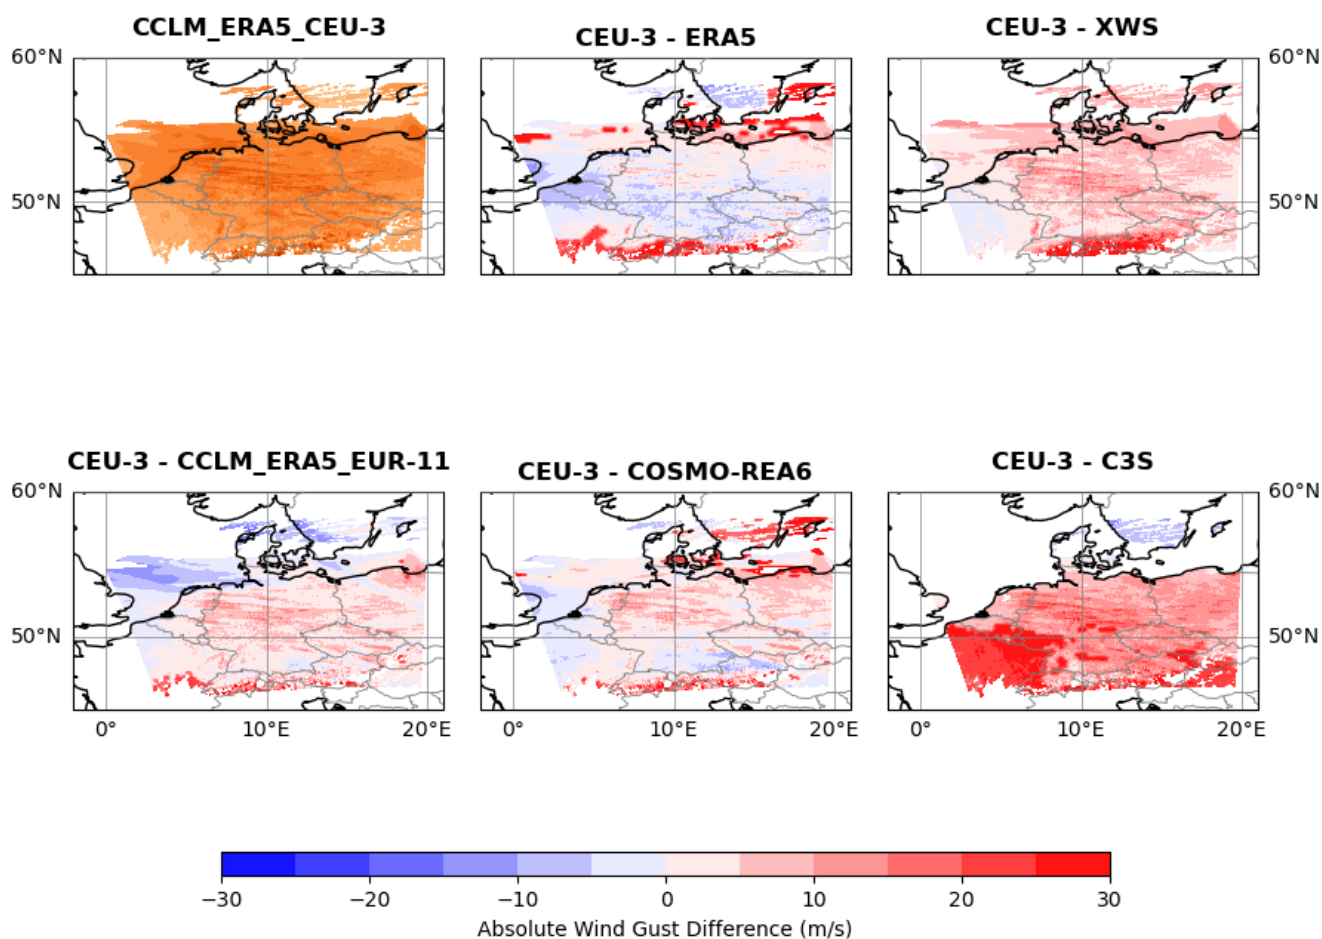 CCLM_ERA5_CEU-3
CEU-3 - ERA5
CEU-3 - XWS
60°N
60°N
50°N
50°N
CEU-3 - CCLM_ERA5_EUR-11
CEU-3 - COSMO-REA6
CEU-3 - C3S
60°N
60°N
50°N
50°N
0°
10°E
20°E
0°
10°E
20°E
0°
10°E
20°E
−30
−20
−10
0
10
20
30
Absolute Wind Gust Difference (m/s)